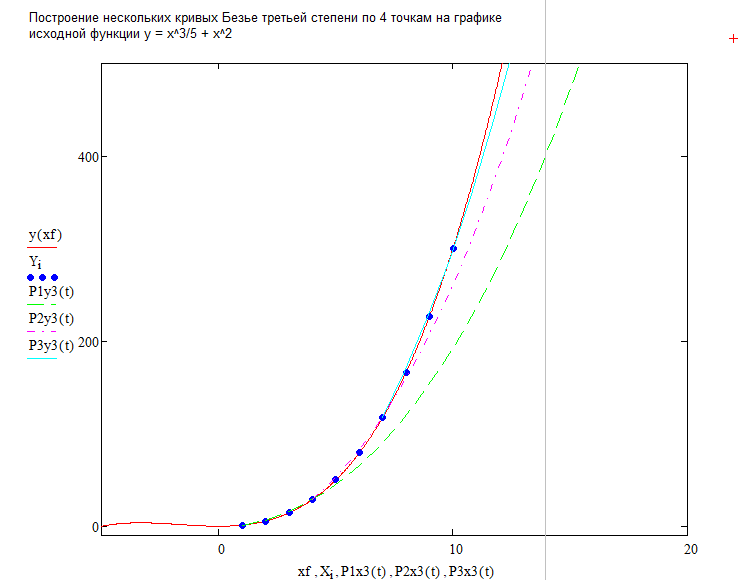 Построение нескольких кривых Безье третьей степени по 4 точкам на графике
исходной функции y = x^3/5 + x^2
400
y(xf)
Yi
P1y3(t)
P2y3(t)
P3y3(t)
200
0
0
10
20
xf , Xi , P1x3(t) , P2x3(t) , P3x3(t)